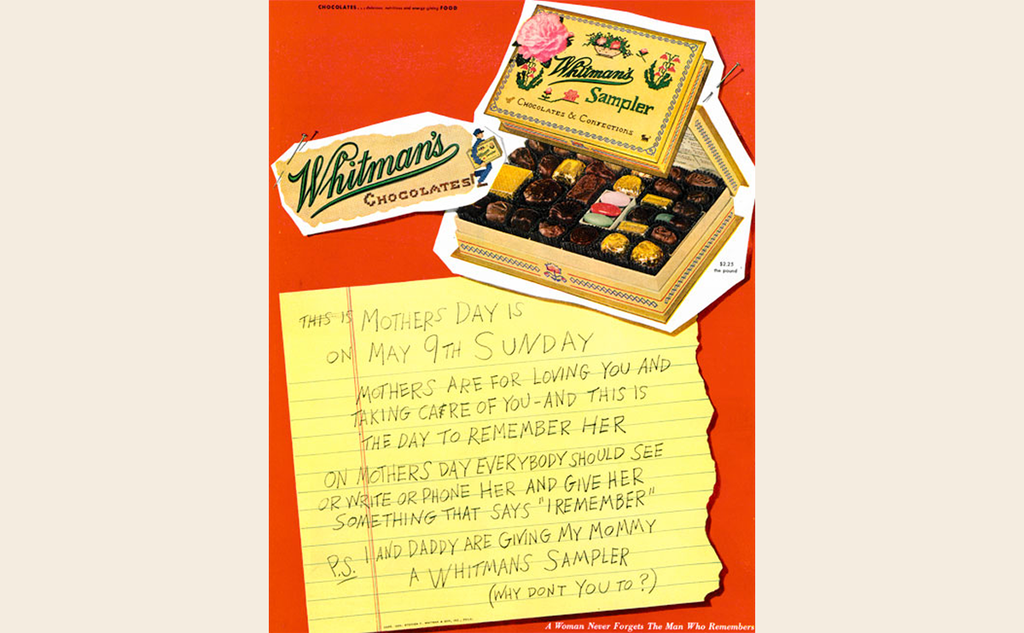 CHOCOLATES... delicious, nutritious and energy-giving FOOD
Whitman's
Sampler
CHOCOLATES & CONFECTIONS
Whitman's
CHOCOLATES
$2.25
the pound
THIS IS MOTHERS DAY IS
ON MAY 9TH SUNDAY
MOTHERS ARE FOR LOVING YOU AND
TAKING CARE OF YOU-AND THIS IS
THE DAY TO REMEMBER HER
ON MOTHERS DAY EVERYBODY SHOULD SEE
OR WRITE OR PHONE HER AND GIVE HER
SOMETHING THAT SAYS "I REMEMBER"
P.S. I AND DADDY ARE GIVING MY MOMMY
A WHITMANS SAMPLER
(WHY DONT YOU TO?)
A Woman Never Forgets The Man Who Remembers